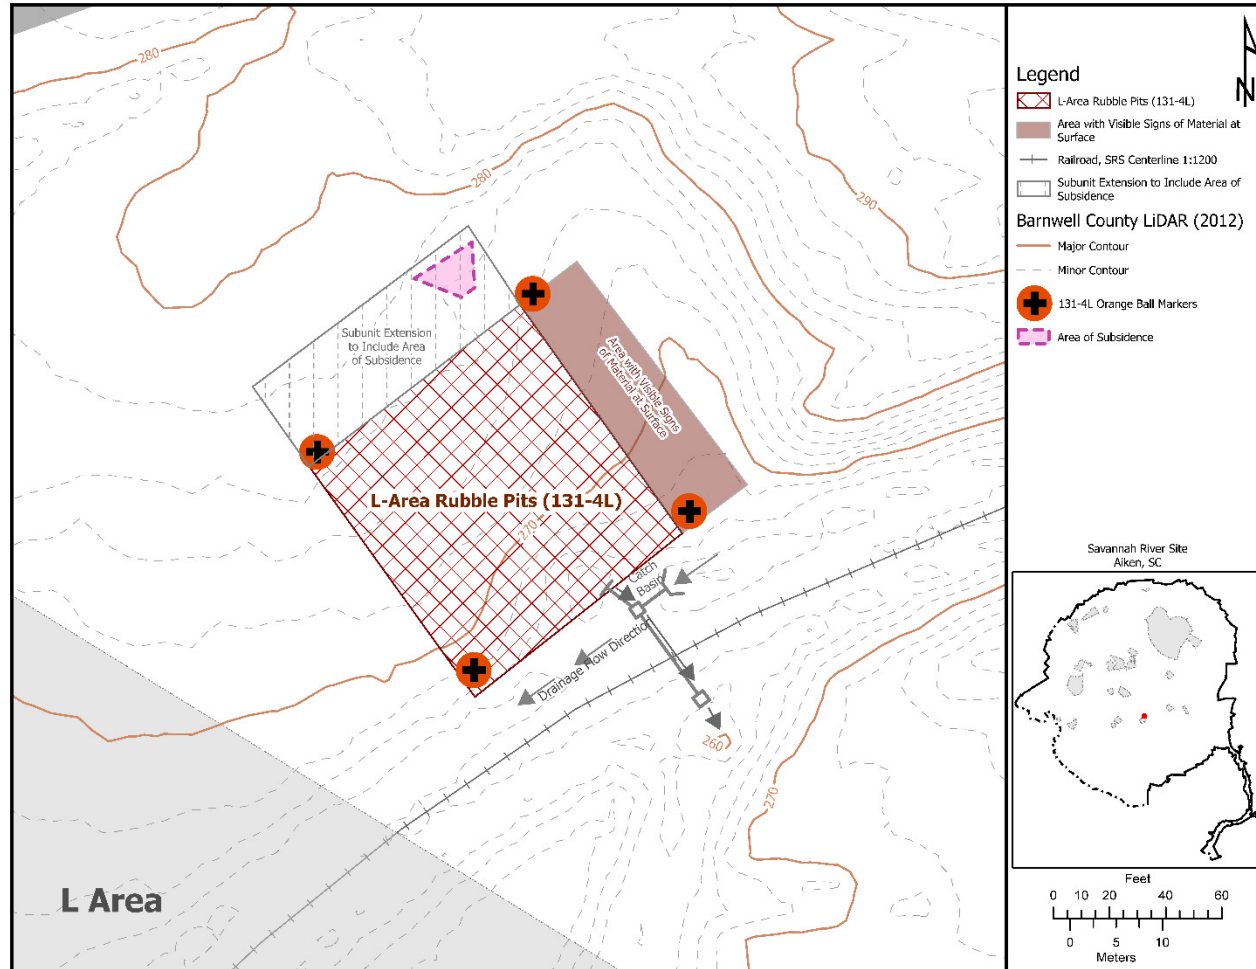 280
280
290
Subunit Extension
to Include Area
of Subsidence
Area with Visible Signs
of Material at Surface
L-Area Rubble Pits (131-4L)
270
Catch
Basin
Drainage Flow Direction
260
270
L Area
N
Legend
L-Area Rubble Pits (131-4L)
Area with Visible Signs of Material at
Surface
Railroad, SRS Centerline 1:1200
Subunit Extension to Include Area of
Subsidence
Barnwell County LiDAR (2012)
Major Contour
Minor Contour
131-4L Orange Ball Markers
Area of Subsidence
Savannah River Site
Aiken, SC
Feet
0 10 20 40 60
0 5 10
Meters